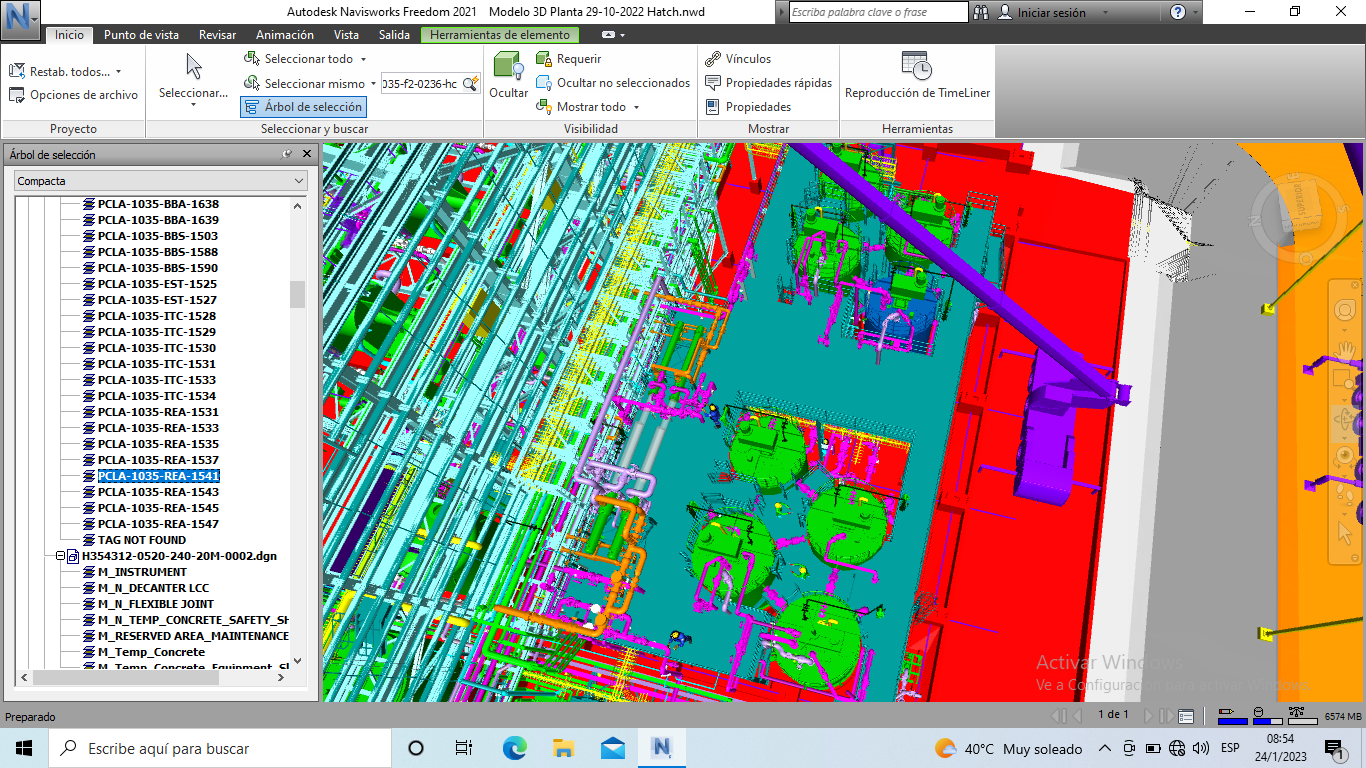 Autodesk Navisworks Freedom 2021 Modelo 3D Planta 29-10-2022 Hatch.nwd
Escriba palabra clave o frase
Iniciar sesión
Inicio
Punto de vista
Revisar
Animación
Vista
Salida
Herramientas de elemento
Restab. todos...
Opciones de archivo
Proyecto
Seleccionar...
Seleccionar todo
Seleccionar mismo
035-f2-0236-hc
Árbol de selección
Seleccionar y buscar
Ocultar
Requerir
Ocultar no seleccionados
Mostrar todo
Visibilidad
Vínculos
Propiedades rápidas
Propiedades
Mostrar
Reproducción de TimeLiner
Herramientas
Árbol de selección
Compacta
PCLA-1035-BBA-1638
PCLA-1035-BBA-1639
PCLA-1035-BBS-1503
PCLA-1035-BBS-1588
PCLA-1035-BBS-1590
PCLA-1035-EST-1525
PCLA-1035-EST-1527
PCLA-1035-ITC-1528
PCLA-1035-ITC-1529
PCLA-1035-ITC-1530
PCLA-1035-ITC-1531
PCLA-1035-ITC-1533
PCLA-1035-ITC-1534
PCLA-1035-REA-1531
PCLA-1035-REA-1533
PCLA-1035-REA-1535
PCLA-1035-REA-1537
PCLA-1035-REA-1541
PCLA-1035-REA-1543
PCLA-1035-REA-1545
PCLA-1035-REA-1547
TAG NOT FOUND
H354312-0520-240-20M-0002.dgn
M_INSTRUMENT
M_N_DECANTER LCC
M_N_FLEXIBLE JOINT
M_N_TEMP_CONCRETE_SAFETY_SH
M_RESERVED AREA_MAINTENANCE
M_Temp_Concrete
M_Temp_Concrete_Equipment_Sl
Activar Windows
Ve a Configuración para activar Windows.
Preparado
1 de 1
6574 MB
Escribe aquí para buscar
40°C Muy soleado
ESP
08:54
24/1/2023
1